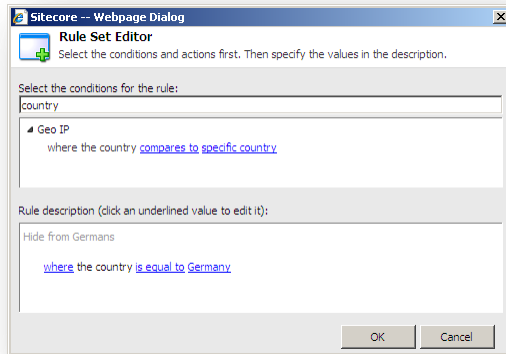 Sitecore -- Webpage Dialog
Rule Set Editor
Select the conditions and actions first. Then specify the values in the description.
Select the conditions for the rule:
country
Geo IP
where the country compares to specific country
Rule description (click an underlined value to edit it):
Hide from Germans
where the country is equal to Germany
OK Cancel